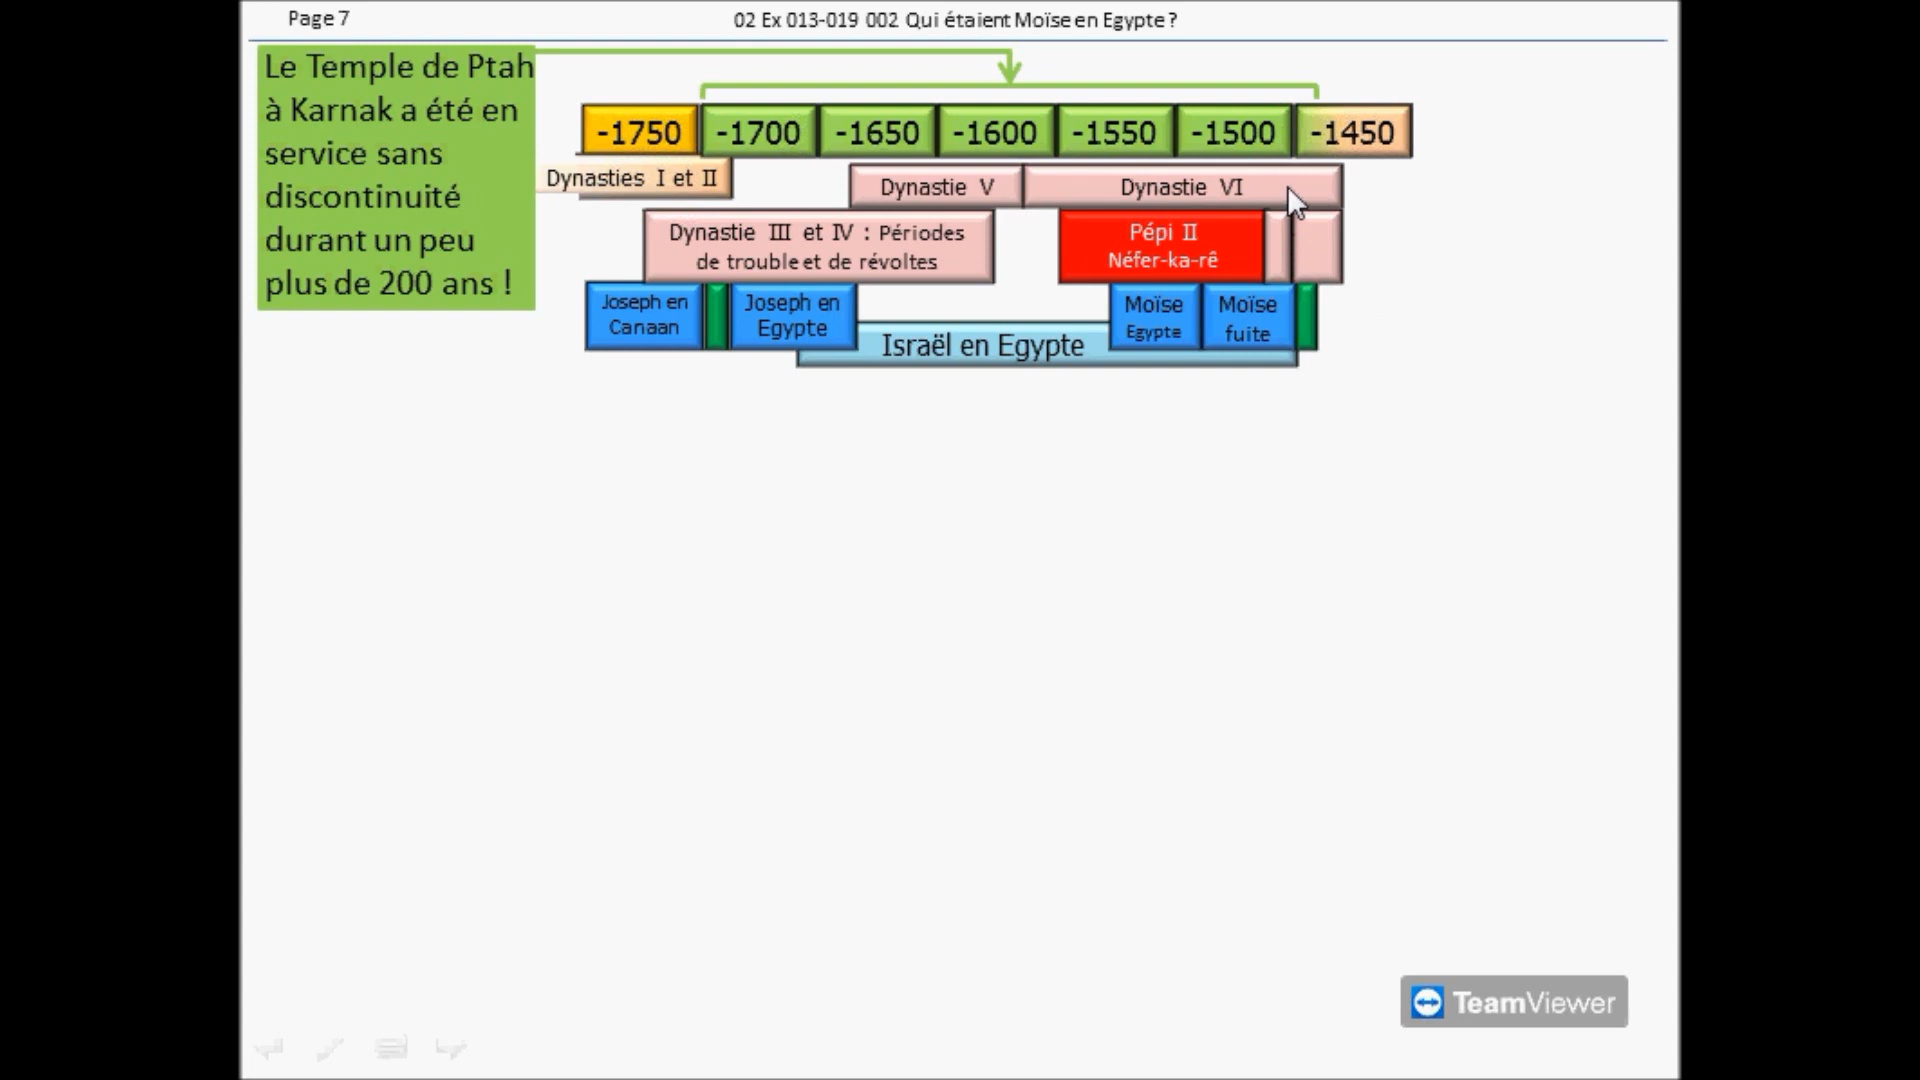 Page 7
02 Ex 013-019 002 Qui étaient Moïse en Egypte ?
Le Temple de Ptah
à Karnak a été en
service sans
discontinuité
durant un peu
plus de 200 ans !
-1750 -1700 -1650 -1600 -1550 -1500 -1450
Dynasties I et II
Dynastie V
Dynastie VI
Dynastie III et IV : Périodes
de trouble et de révoltes
Pépi II
Néfer-ka-rê
Joseph en
Canaan
Joseph en
Egypte
Moïse
Egypte
Moïse
fuite
Israël en Egypte
TeamViewer